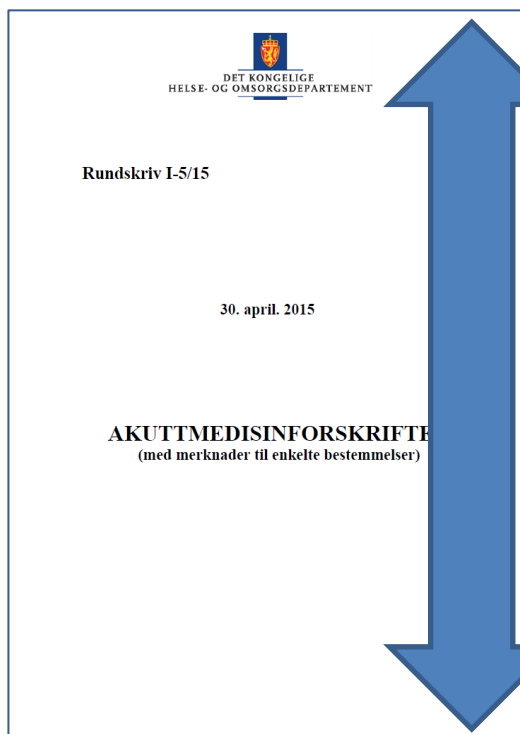 DET KONGELIGE
HELSE- OG OMSORGSDEPARTEMENT
Rundskriv I-5/15
30. april. 2015
AKUTTMEDISINFORSKRIFTE
(med merknader til enkelte bestemmelser)